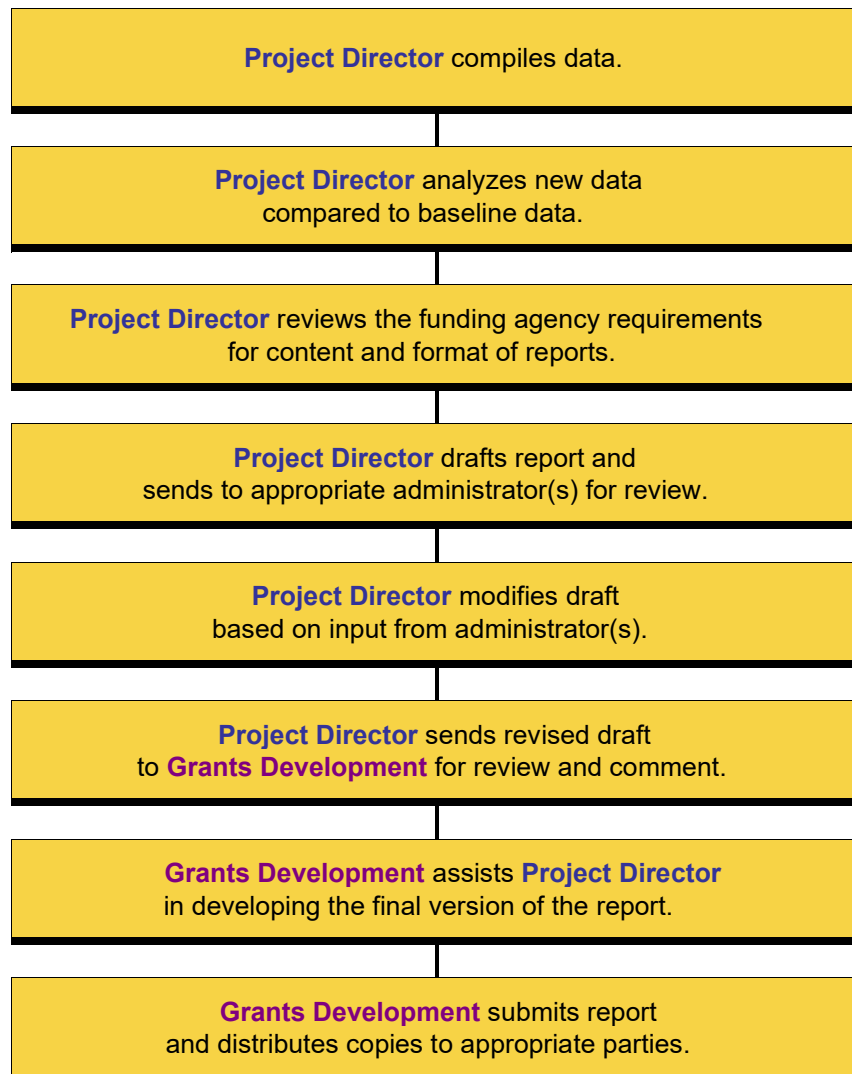 Project Director compiles data.
Project Director analyzes new data
compared to baseline data.
Project Director reviews the funding agency requirements
for content and format of reports.
Project Director drafts report and
sends to appropriate administrator(s) for review.
Project Director modifies draft
based on input from administrator(s).
Project Director sends revised draft
to Grants Development for review and comment.
Grants Development assists Project Director
in developing the final version of the report.
Grants Development submits report
and distributes copies to appropriate parties.